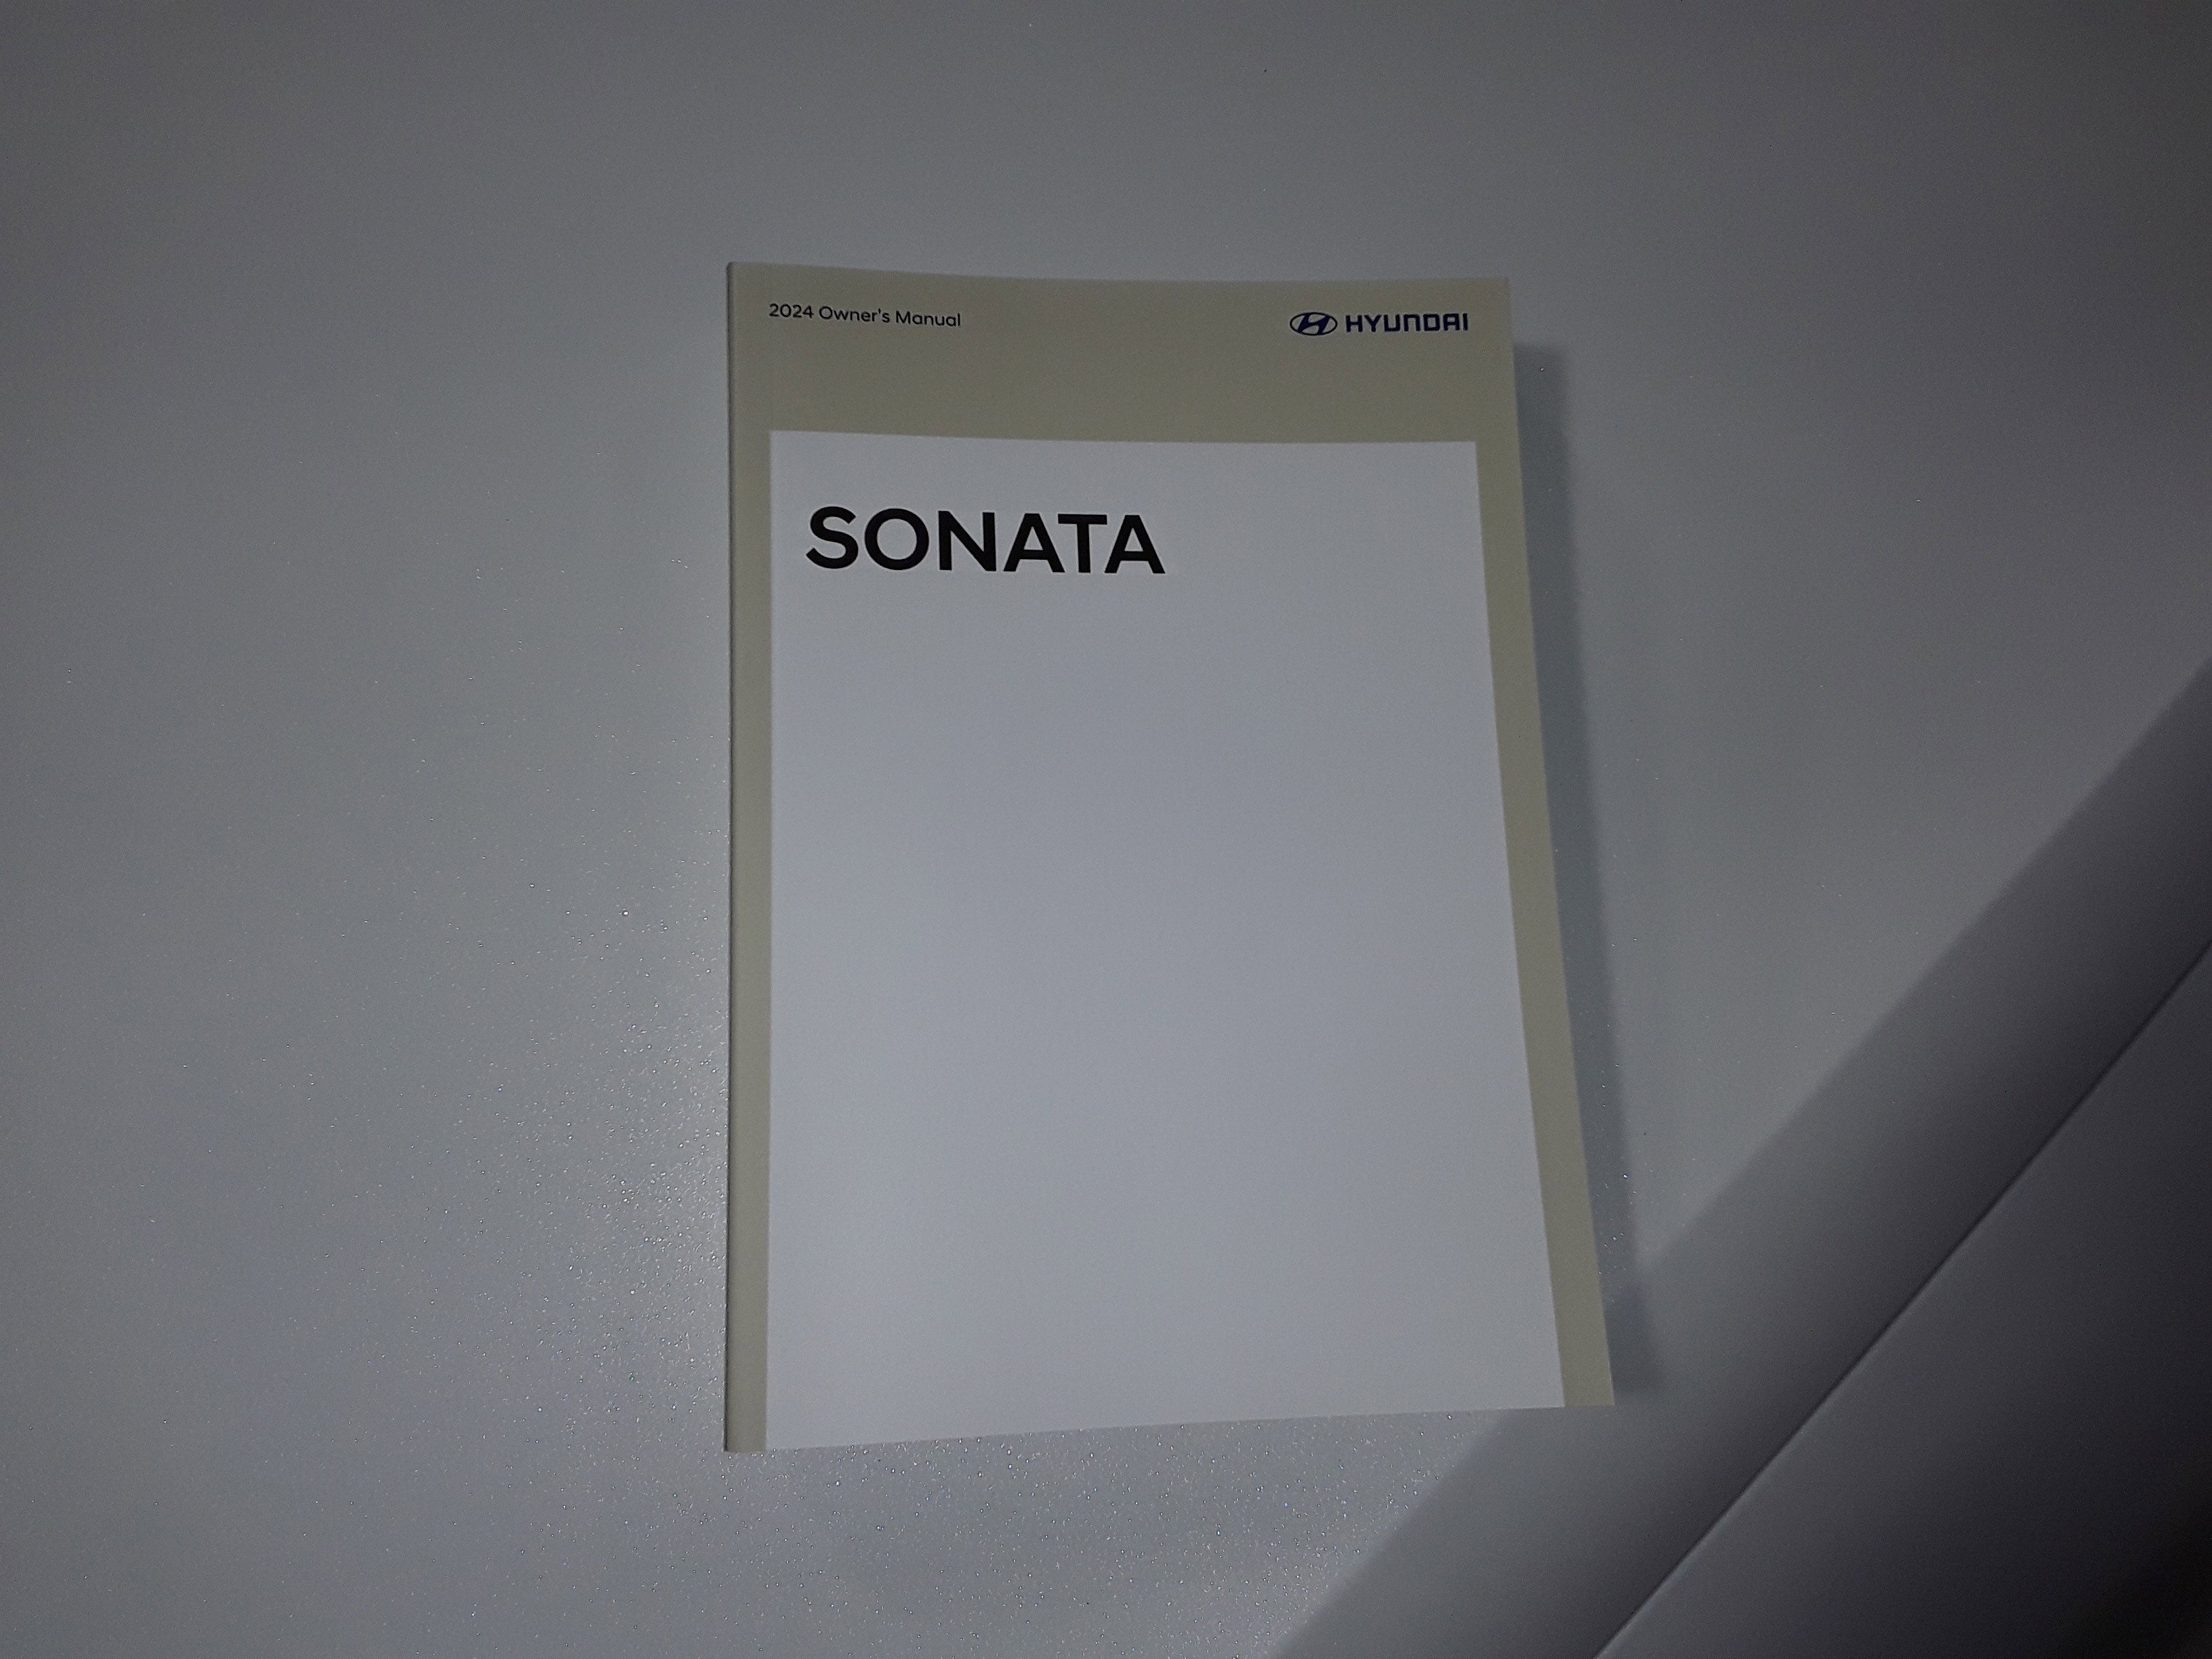 2024 Owner's Manual
HYUNDAI
SONATA